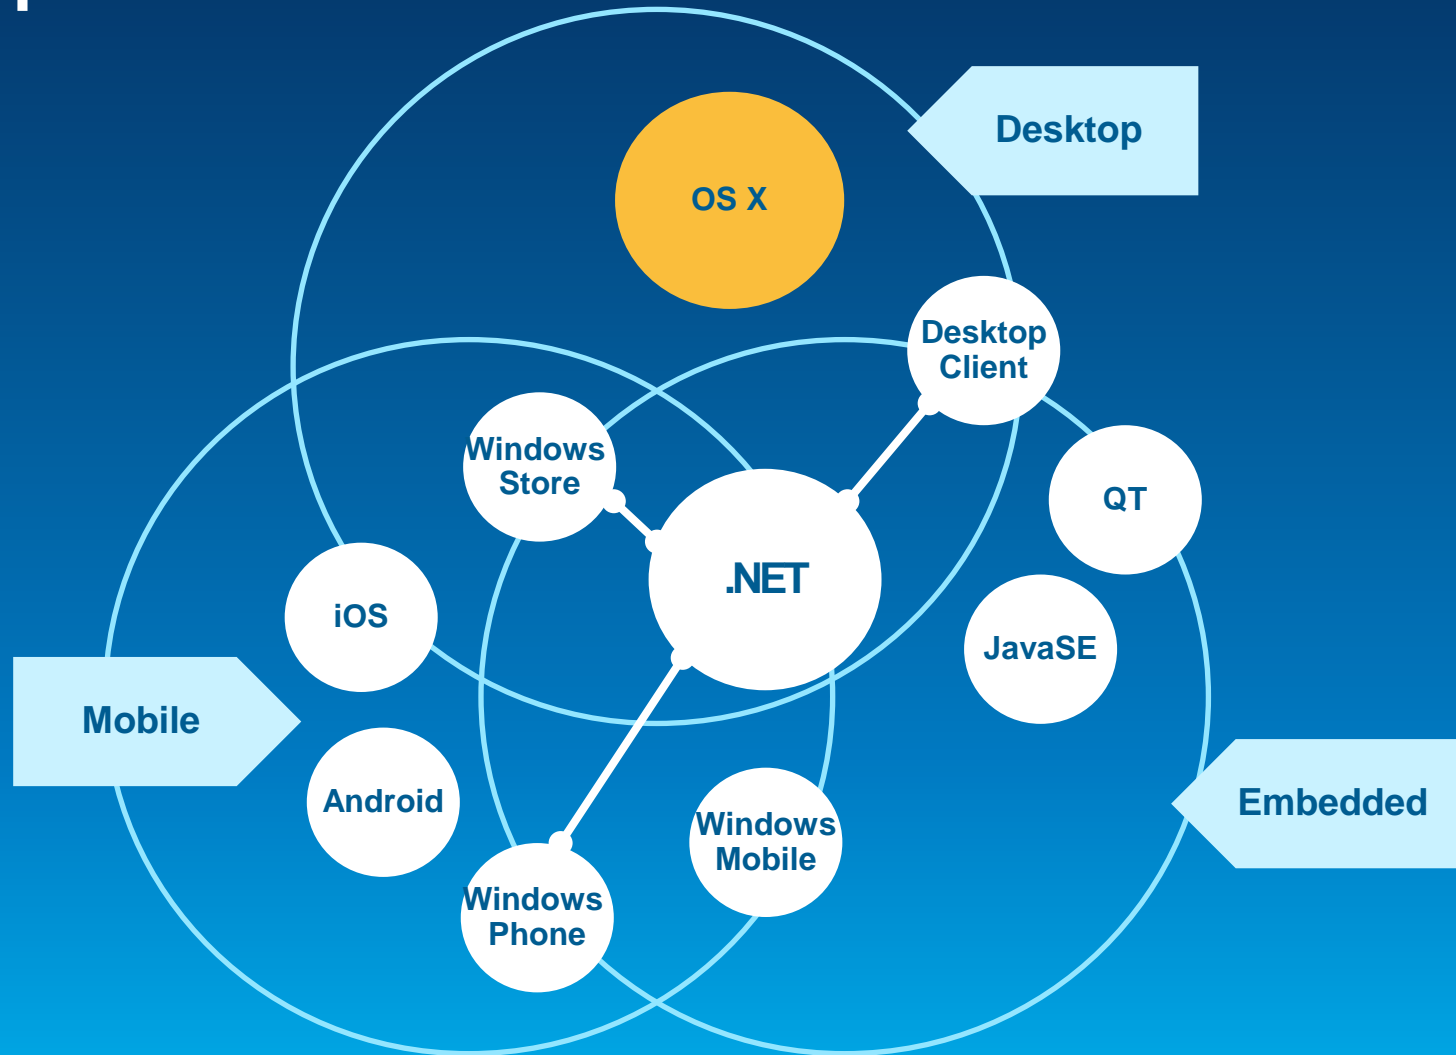 Desktop
OS X
Desktop
Client
Windows
Store
QT
.NET
iOS
JavaSE
Mobile
Android
Embedded
Windows
Mobile
Windows
Phone